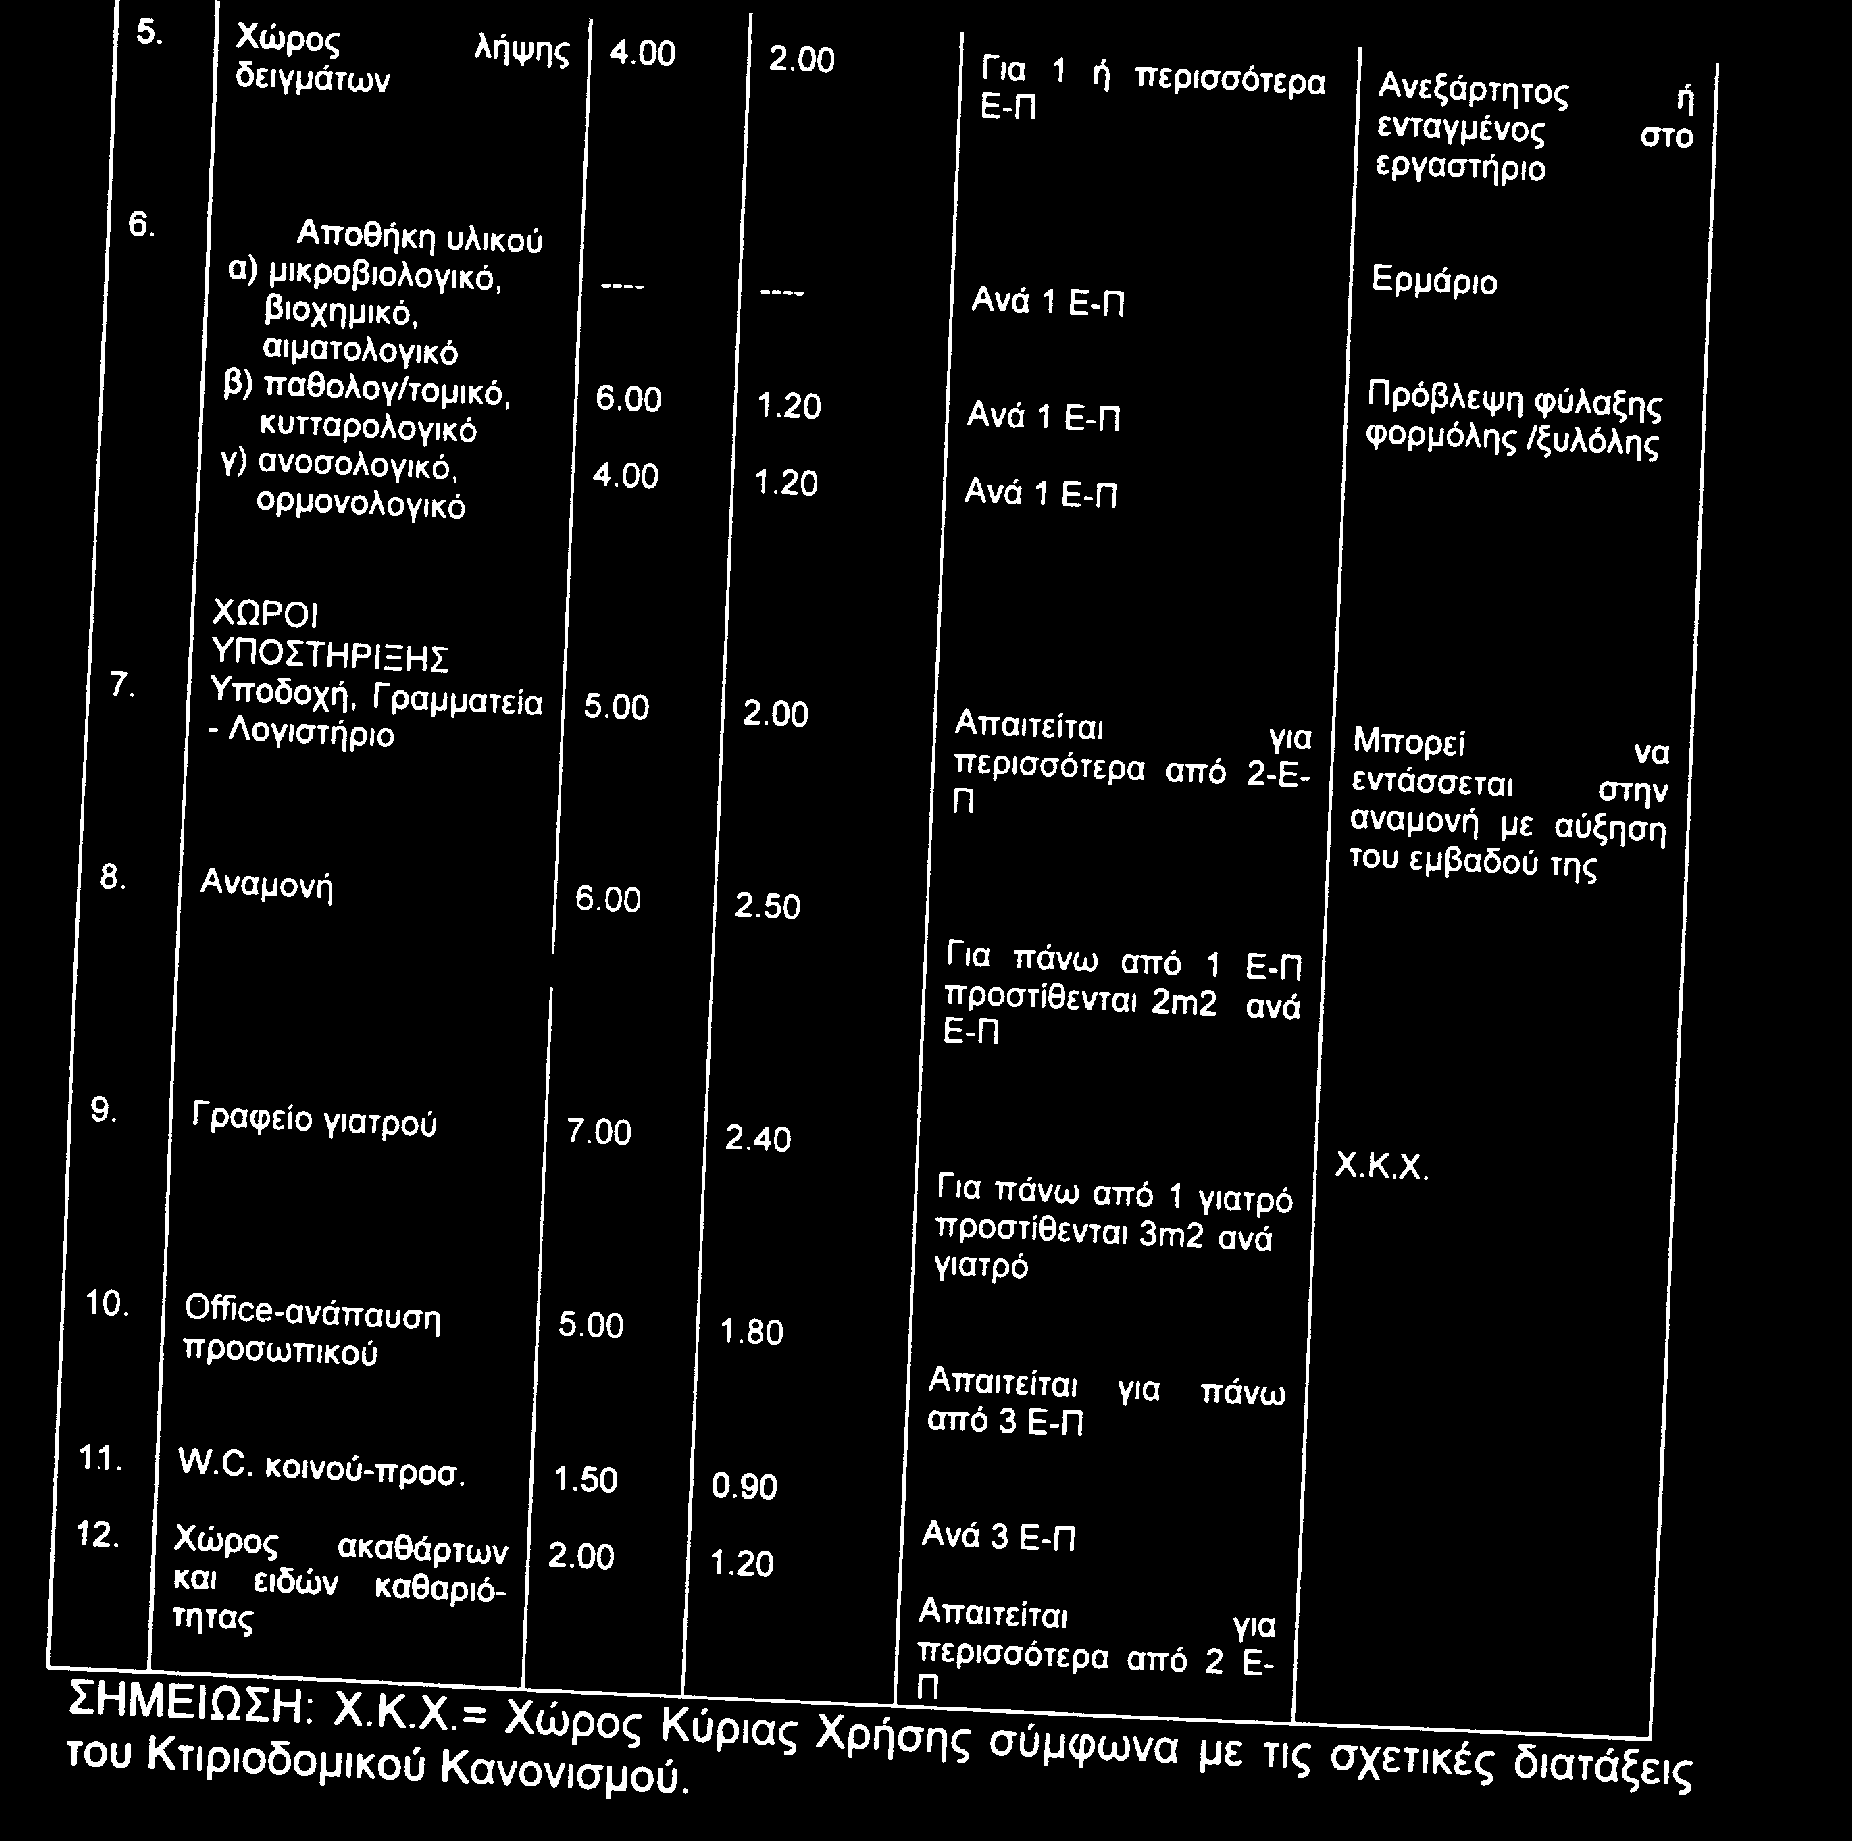 5. Χώρος λήψης 4.00 2.00 Για 1 ή περισσότερα Ανεξάρτητος ή
δειγμάτων Ε-Π ενταγμένος στο
εργαστήριο
6. Αποθήκη υλικού
α) μικροβιολογικό, ---- ---- Ανά 1 Ε-Π Ερμάριο
βιοχημικό,
αιματολογικό
β) παθολογ/τομικό, 6.00 1.20 Ανά 1 Ε-Π Πρόβλεψη φύλαξης
κυτταρολογικό φορμόλης /ξυλόλης
γ) ανοσολογικό, 4.00 1.20 Ανά 1 Ε-Π
ορμονολογικό
ΧΩΡΟΙ
ΥΠΟΣΤΗΡΙΞΗΣ
7. Υποδοχή, Γραμματεία 5.00 2.00 Απαιτείται για Μπορεί να
- Λογιστήριο περισσότερα από 2-Ε- εντάσσεται στην
Π αναμονή με αύξηση
του εμβαδού της
8. Αναμονή 6.00 2.50
Για πάνω από 1 Ε-Π
προστίθενται 2m2 ανά
Ε-Π
9. Γραφείο γιατρού 7.00 2.40 Χ.Κ.Χ.
Για πάνω από 1 γιατρό
προστίθενται 3m2 ανά
γιατρό
10. Office-ανάπαυση 5.00 1.80
προσωπικού
Απαιτείται για πάνω
από 3 Ε-Π
11. W.C. κοινού-προσ. 1.50 0.90
Ανά 3 Ε-Π
12. Χώρος ακαθάρτων 2.00 1.20
και ειδών καθαριό-
τητας
Απαιτείται για
περισσότερα από 2 Ε-
Π
ΣΗΜΕΙΩΣΗ: Χ.Κ.Χ.= Χώρος Κύριας Χρήσης σύμφωνα με τις σχετικές διατάξεις
του Κτιριοδομικού Κανονισμού.